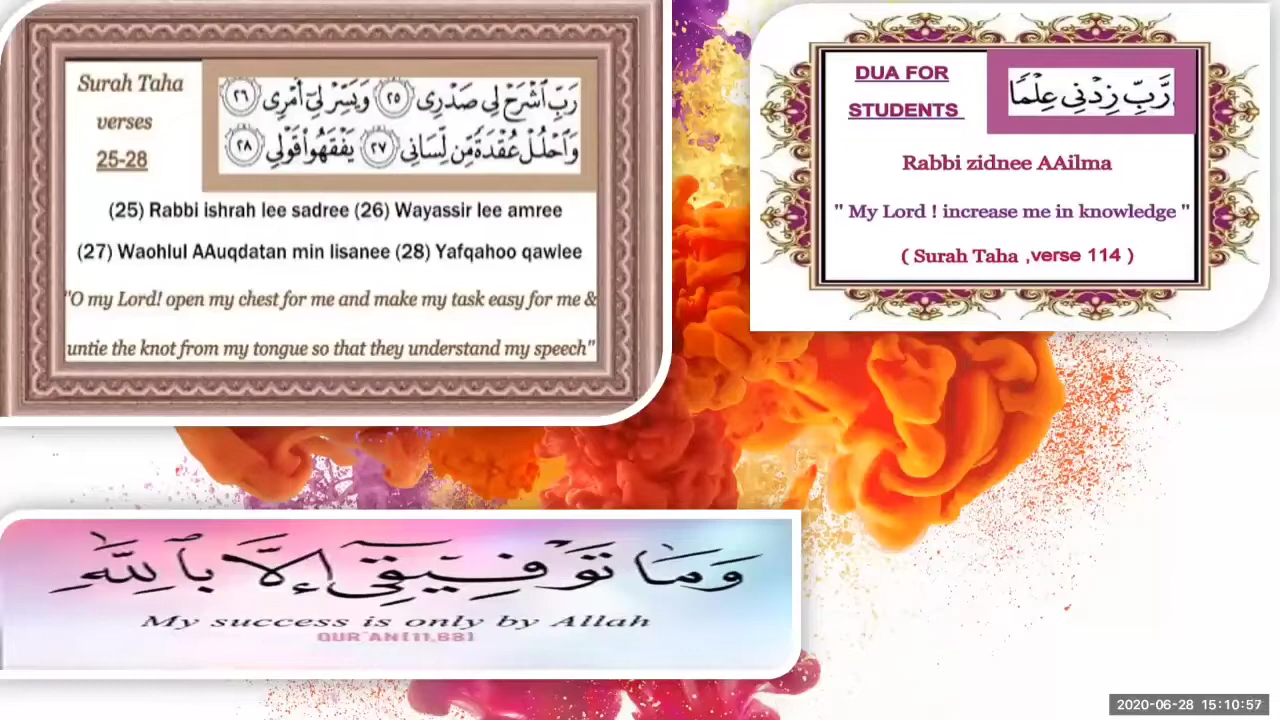 Surah Taha
verses
25-28
رَبِّ ٱشْرَحْ لِى صَدْرِى ٢٥ وَيَسِّرْ لِىٓ أَمْرِى ٢٦
وَٱحْلُلْ عُقْدَةً مِّن لِّسَانِى ٢٧ يَفْقَهُوا۟ قَوْلِى ٢٨
(25) Rabbi ishrah lee sadree (26) Wayassir lee amree
(27) Waohlul AAuqdatan min lisanee (28) Yafqahoo qawlee
"O my Lord! open my chest for me and make my task easy for me &
untie the knot from my tongue so that they understand my speech"
DUA FOR
STUDENTS
رَّبِّ زِدْنِى عِلْمًا
Rabbi zidnee AAilma
" My Lord ! increase me in knowledge "
( Surah Taha ,verse 114 )
وَمَا تَوْفِيقِىٓ إِلَّا بِٱللَّهِ
My success is only by Allah
QUR'AN[11,88]
2020-06-28 15:10:57